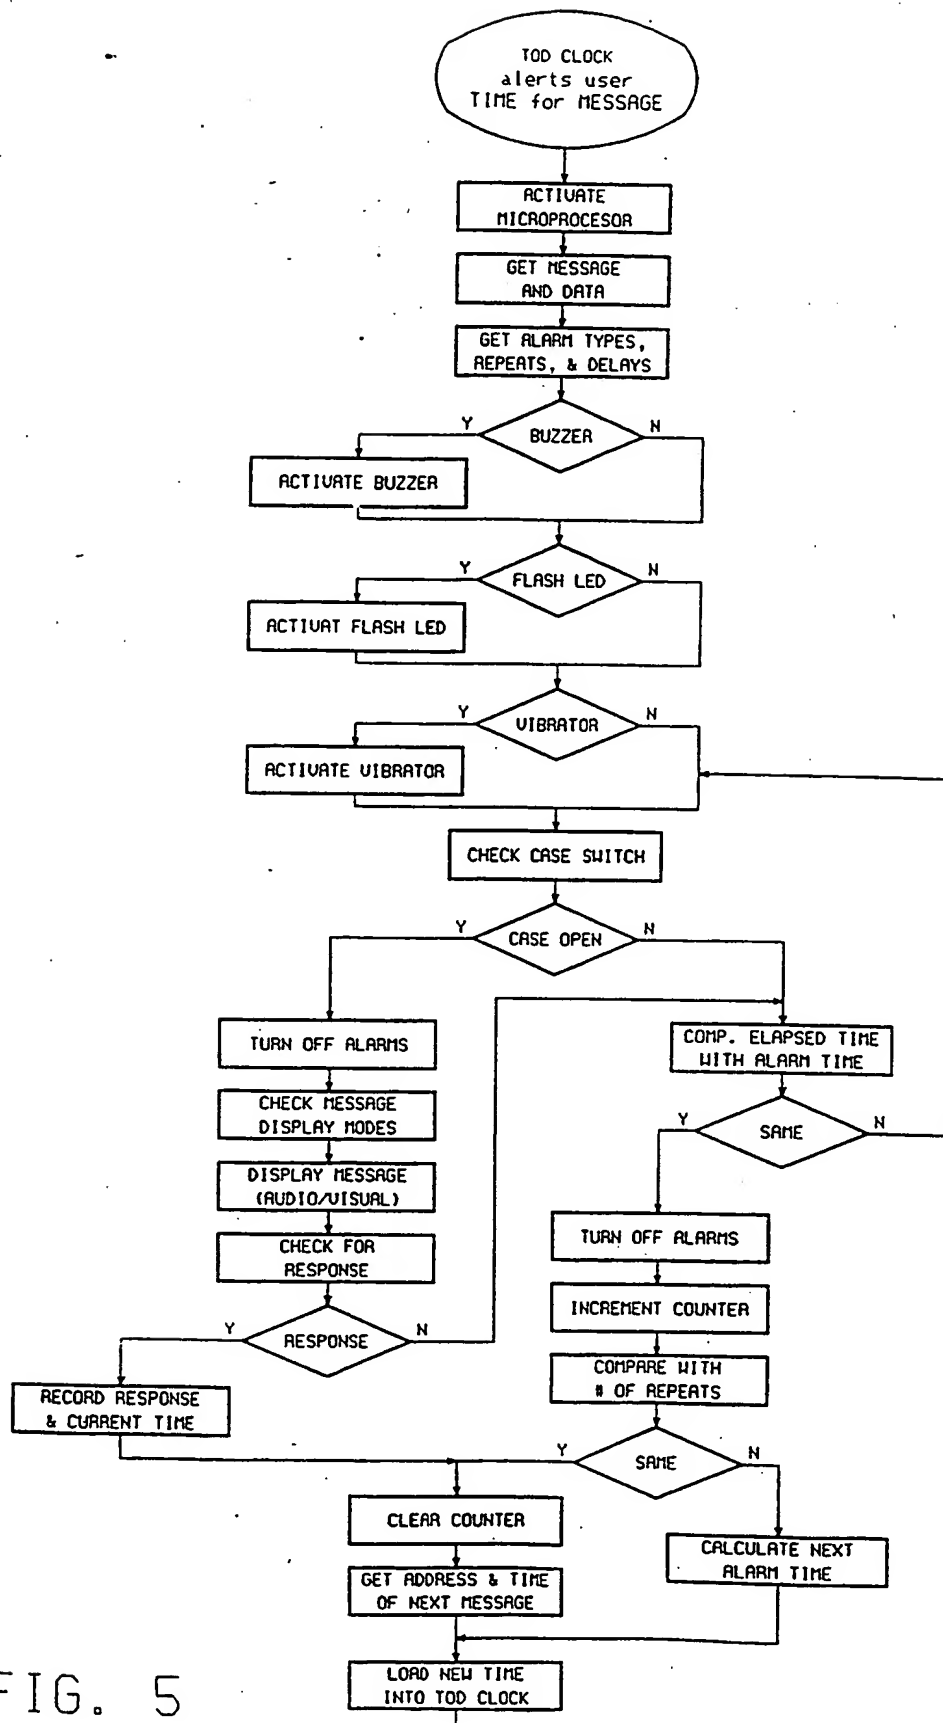 TOD CLOCK
alerts user
TIME for MESSAGE
ACTIVATE
MICROPROCESOR
GET MESSAGE
AND DATA
GET ALARM TYPES,
REPEATS, & DELAYS
Y
BUZZER
N
ACTIVATE BUZZER
Y
FLASH LED
N
ACTIVAT FLASH LED
Y
VIBRATOR
N
ACTIVATE VIBRATOR
CHECK CASE SWITCH
Y
CASE OPEN
N
TURN OFF ALARMS
COMP. ELAPSED TIME
WITH ALARM TIME
CHECK MESSAGE
DISPLAY MODES
Y
SAME
N
DISPLAY MESSAGE
(AUDIO/VISUAL)
TURN OFF ALARMS
CHECK FOR
RESPONSE
INCREMENT COUNTER
Y
RESPONSE
N
COMPARE WITH
# OF REPEATS
RECORD RESPONSE
& CURRENT TIME
Y
SAME
N
CLEAR COUNTER
CALCULATE NEXT
ALARM TIME
GET ADDRESS & TIME
OF NEXT MESSAGE
LOAD NEW TIME
INTO TOD CLOCK
FIG. 5